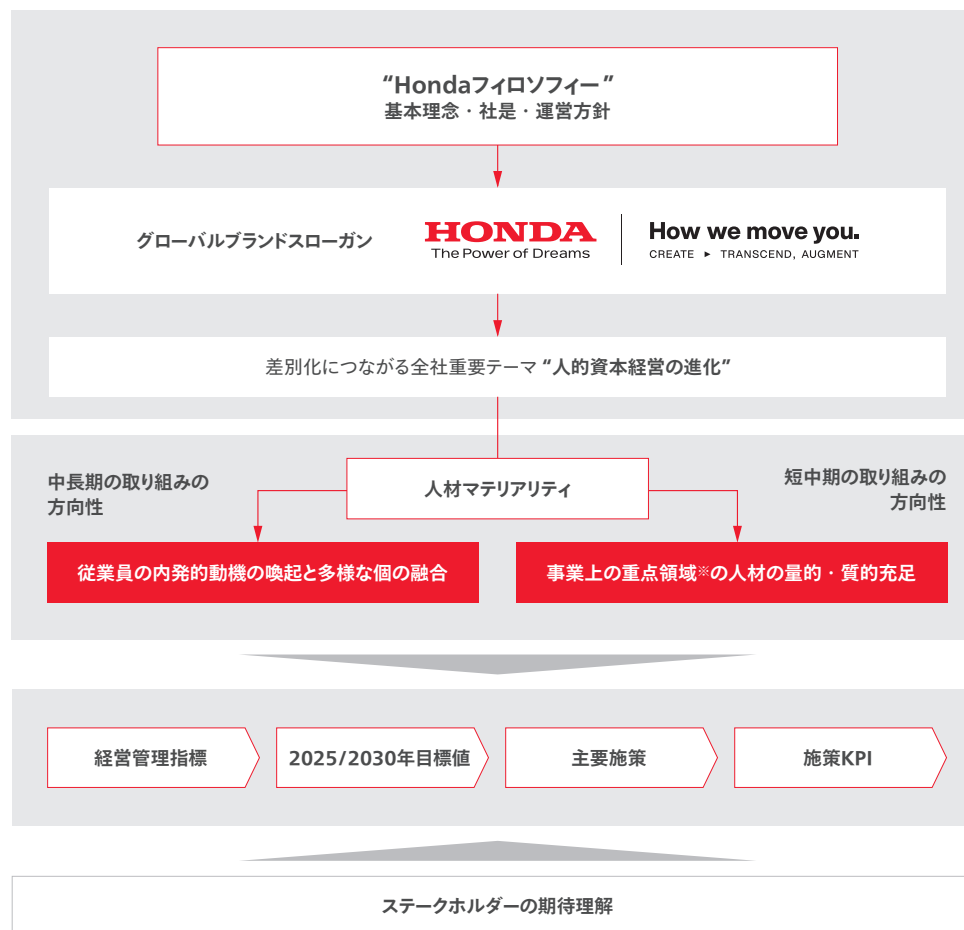 “Hondaフィロソフィー”
基本理念・社是・運営方針
グローバルブランドスローガン
HONDA
The Power of Dreams
How we move you.
CREATE ► TRANSCEND, AUGMENT
差別化につながる全社重要テーマ “人的資本経営の進化”
人材マテリアリティ
中長期の取り組みの
方向性
短中期の取り組みの
方向性
従業員の内発的動機の喚起と多様な個の融合
事業上の重点領域※の人材の量的・質的充足
経営管理指標
2025/2030年目標値
主要施策
施策KPI
ステークホルダーの期待理解